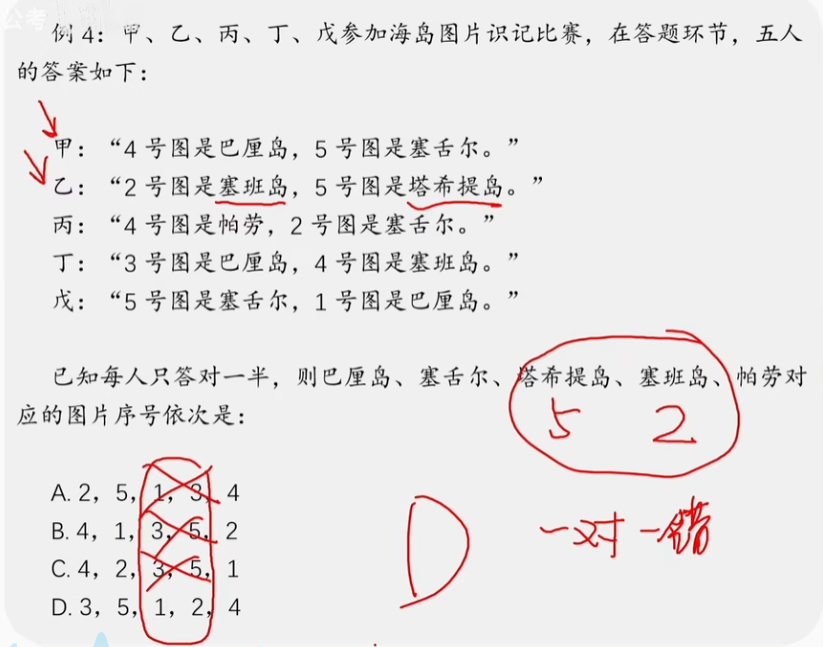 公考
例 4：甲、乙、丙、丁、戊参加海岛图片识记比赛，在答题环节，五人
的答案如下：
甲：“4 号图是巴厘岛，5 号图是塞舌尔。”
乙：“2 号图是塞班岛，5 号图是塔希提岛。”
丙：“4 号图是帕劳，2 号图是塞舌尔。”
丁：“3 号图是巴厘岛，4 号图是塞班岛。”
戊：“5 号图是塞舌尔，1 号图是巴厘岛。”
已知每人只答对一半，则巴厘岛、塞舌尔、塔希提岛、塞班岛、帕劳对
应的图片序号依次是：
5 2
A. 2，5，1，3，4
B. 4，1，3，5，2
C. 4，2，3，5，1
D. 3，5，1，2，4
D
一对一错